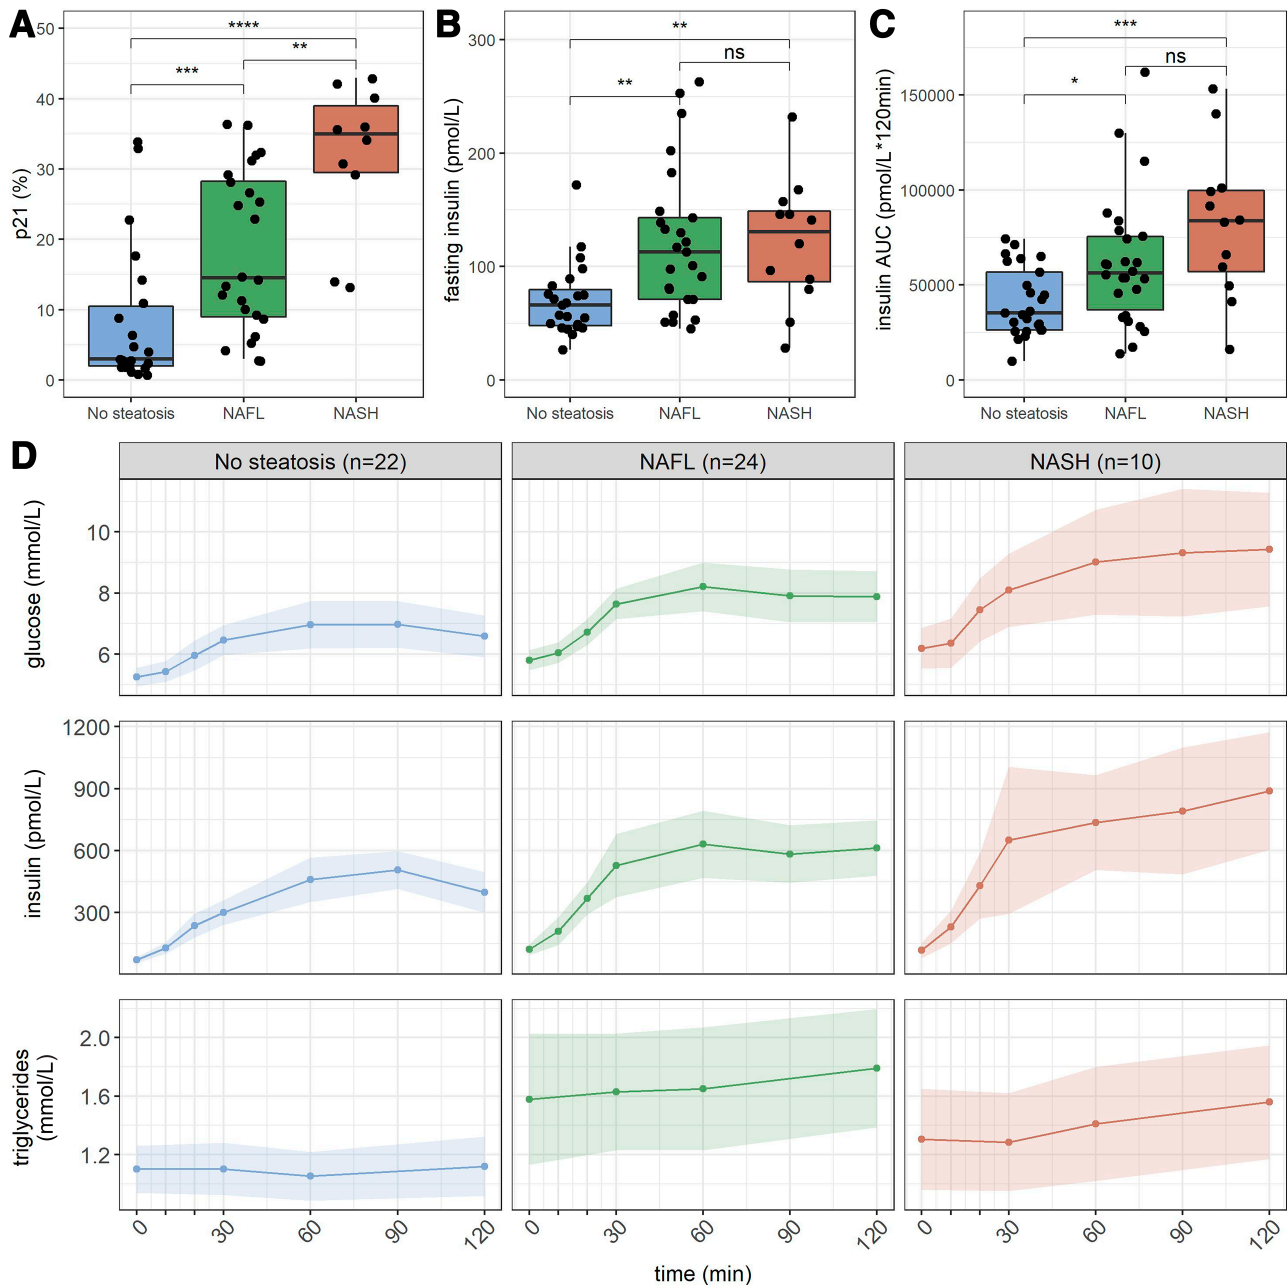 A
p21 (%)
50
40
30
20
10
0
****
**
***
No steatosis
NAFL
NASH
B
fasting insulin (pmol/L)
300
200
100
0
**
ns
**
No steatosis
NAFL
NASH
C
insulin AUC (pmol/L*120min)
150000
100000
50000
0
***
ns
*
No steatosis
NAFL
NASH
D
No steatosis (n=22)
NAFL (n=24)
NASH (n=10)
glucose (mmol/L)
10
8
6
insulin (pmol/L)
1200
900
600
300
triglycerides
(mmol/L)
2.0
1.6
1.2
0 30 60 90 120
0 30 60 90 120
0 30 60 90 120
time (min)